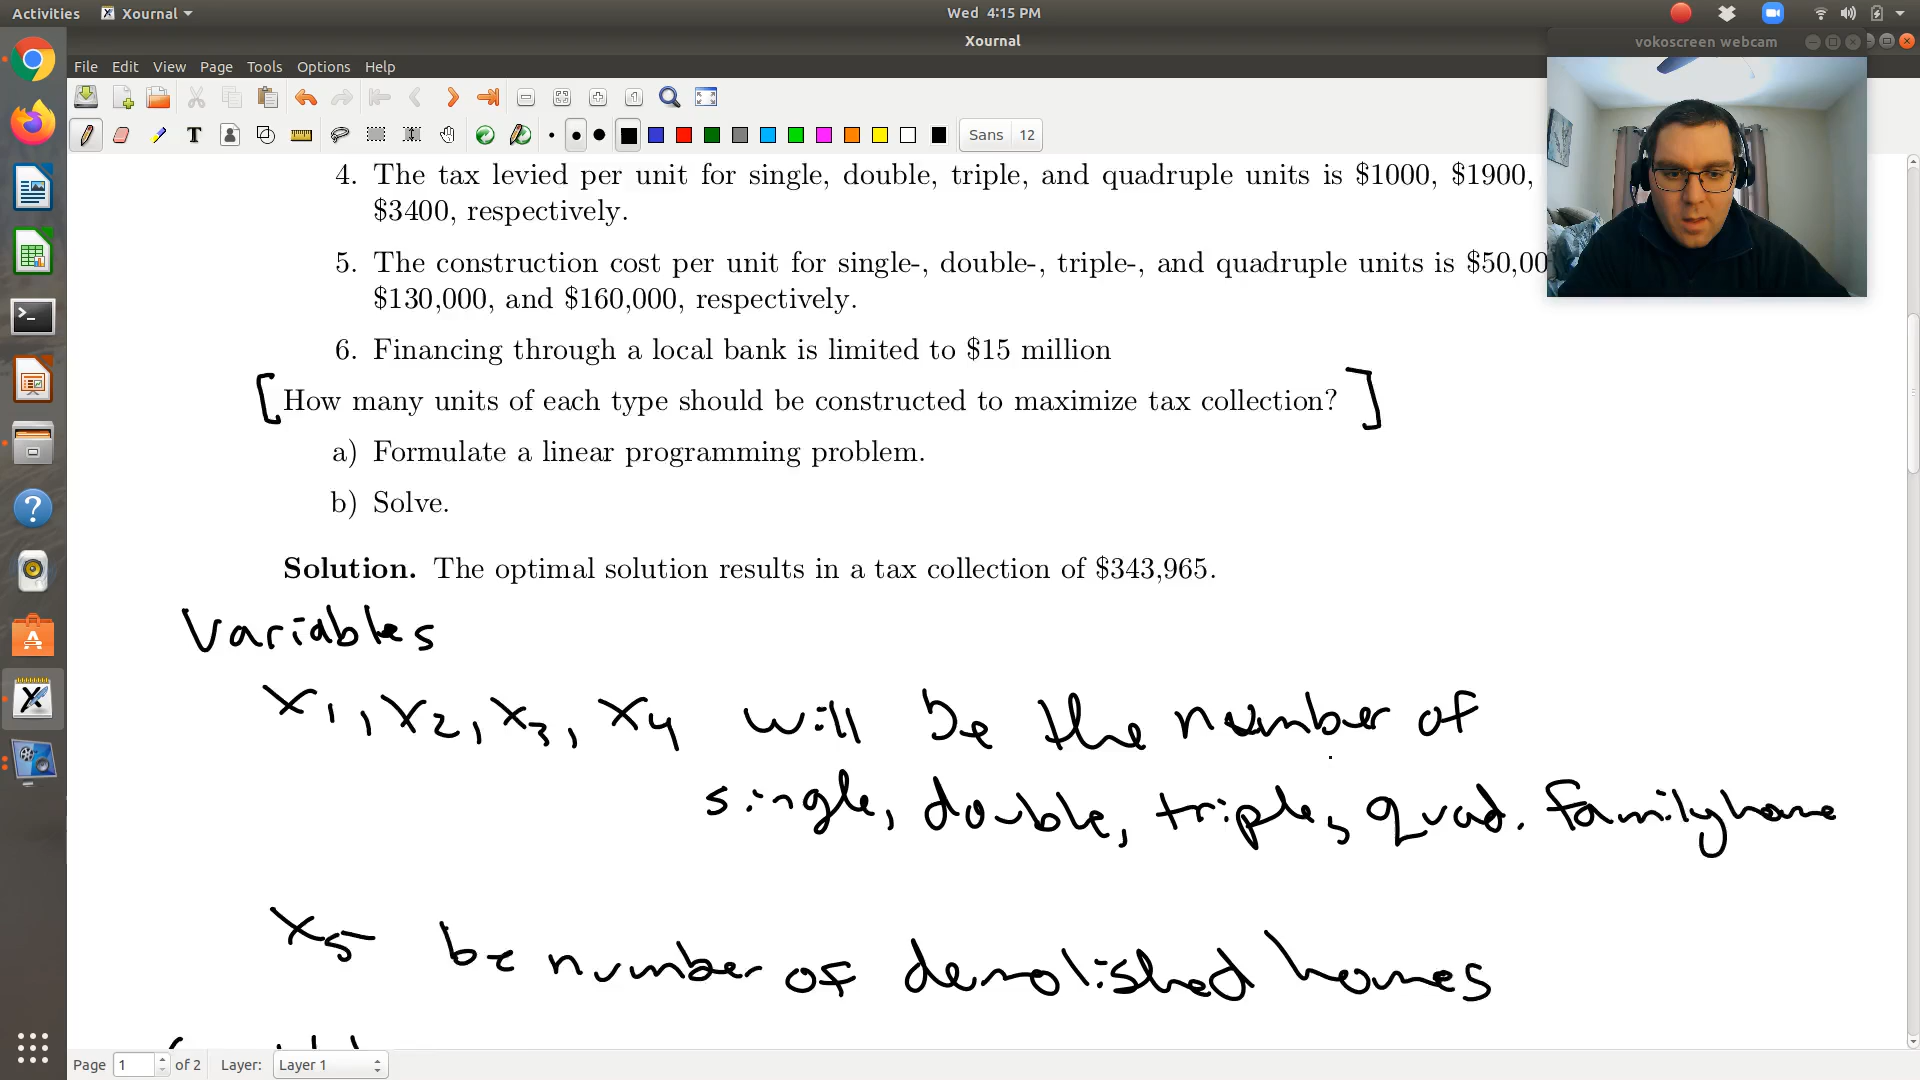 Activities Xournal Wed 4:15 PM
Xournal
vokoscreen webcam
File Edit View Page Tools Options Help
T Sans 12
4. The tax levied per unit for single, double, triple, and quadruple units is $1000, $1900,
$3400, respectively.
5. The construction cost per unit for single-, double-, triple-, and quadruple units is $50,00
$130,000, and $160,000, respectively.
6. Financing through a local bank is limited to $15 million
[How many units of each type should be constructed to maximize tax collection?]
a) Formulate a linear programming problem.
b) Solve.
Solution. The optimal solution results in a tax collection of $343,965.
Variables
x1, x2, x3, x4 will be the number of
single, double, triple, quad. family home
x5 be number of demolished homes
Page 1 of 2 Layer: Layer 1